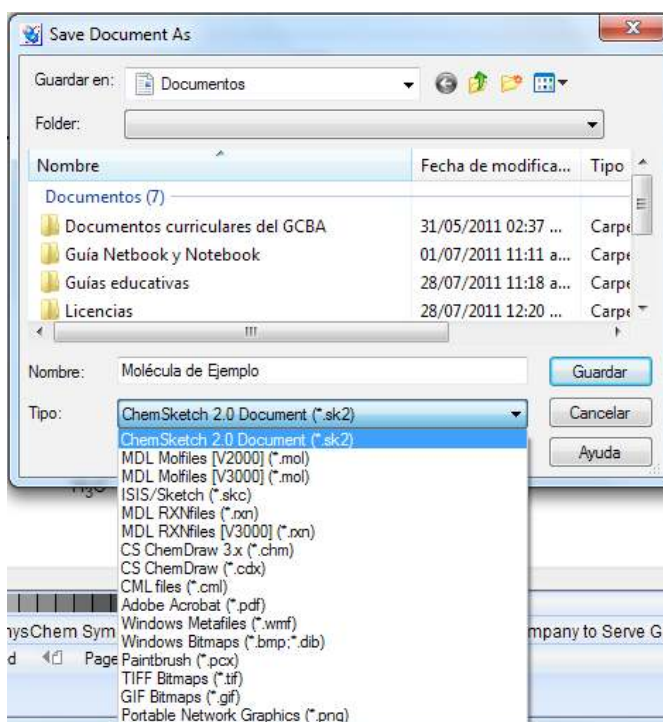 Save Document As
Guardar en: Documentos
Folder:
Nombre Fecha de modifica... Tipo
Documentos (7)
Documentos curriculares del GCBA 31/05/2011 02:37 ... Carpe
Guía Netbook y Notebook 01/07/2011 11:11 a... Carpe
Guías educativas 28/07/2011 11:18 a... Carpe
Licencias 28/07/2011 12:20 ... Carpe
Nombre: Molécula de Ejemplo Guardar
Tipo: ChemSketch 2.0 Document (*.sk2) Cancelar
ChemSketch 2.0 Document (*.sk2)
Ayuda
MDL Molfiles [V2000] (*.mol)
MDL Molfiles [V3000] (*.mol)
ISIS/Sketch (*.skc)
MDL RXNfiles (*.rxn)
MDL RXNfiles [V3000] (*.rxn)
CS ChemDraw 3.x (*.chm)
CS ChemDraw (*.cdx)
CML files (*.cml)
Adobe Acrobat (*.pdf)
Windows Metafiles (*.wmf)
ysChem Sym mpany to Serve G
Windows Bitmaps (*.bmp;*.dib)
d Page Paintbrush (*.pcx)
TIFF Bitmaps (*.tif)
GIF Bitmaps (*.gif)
Portable Network Graphics (*.png)